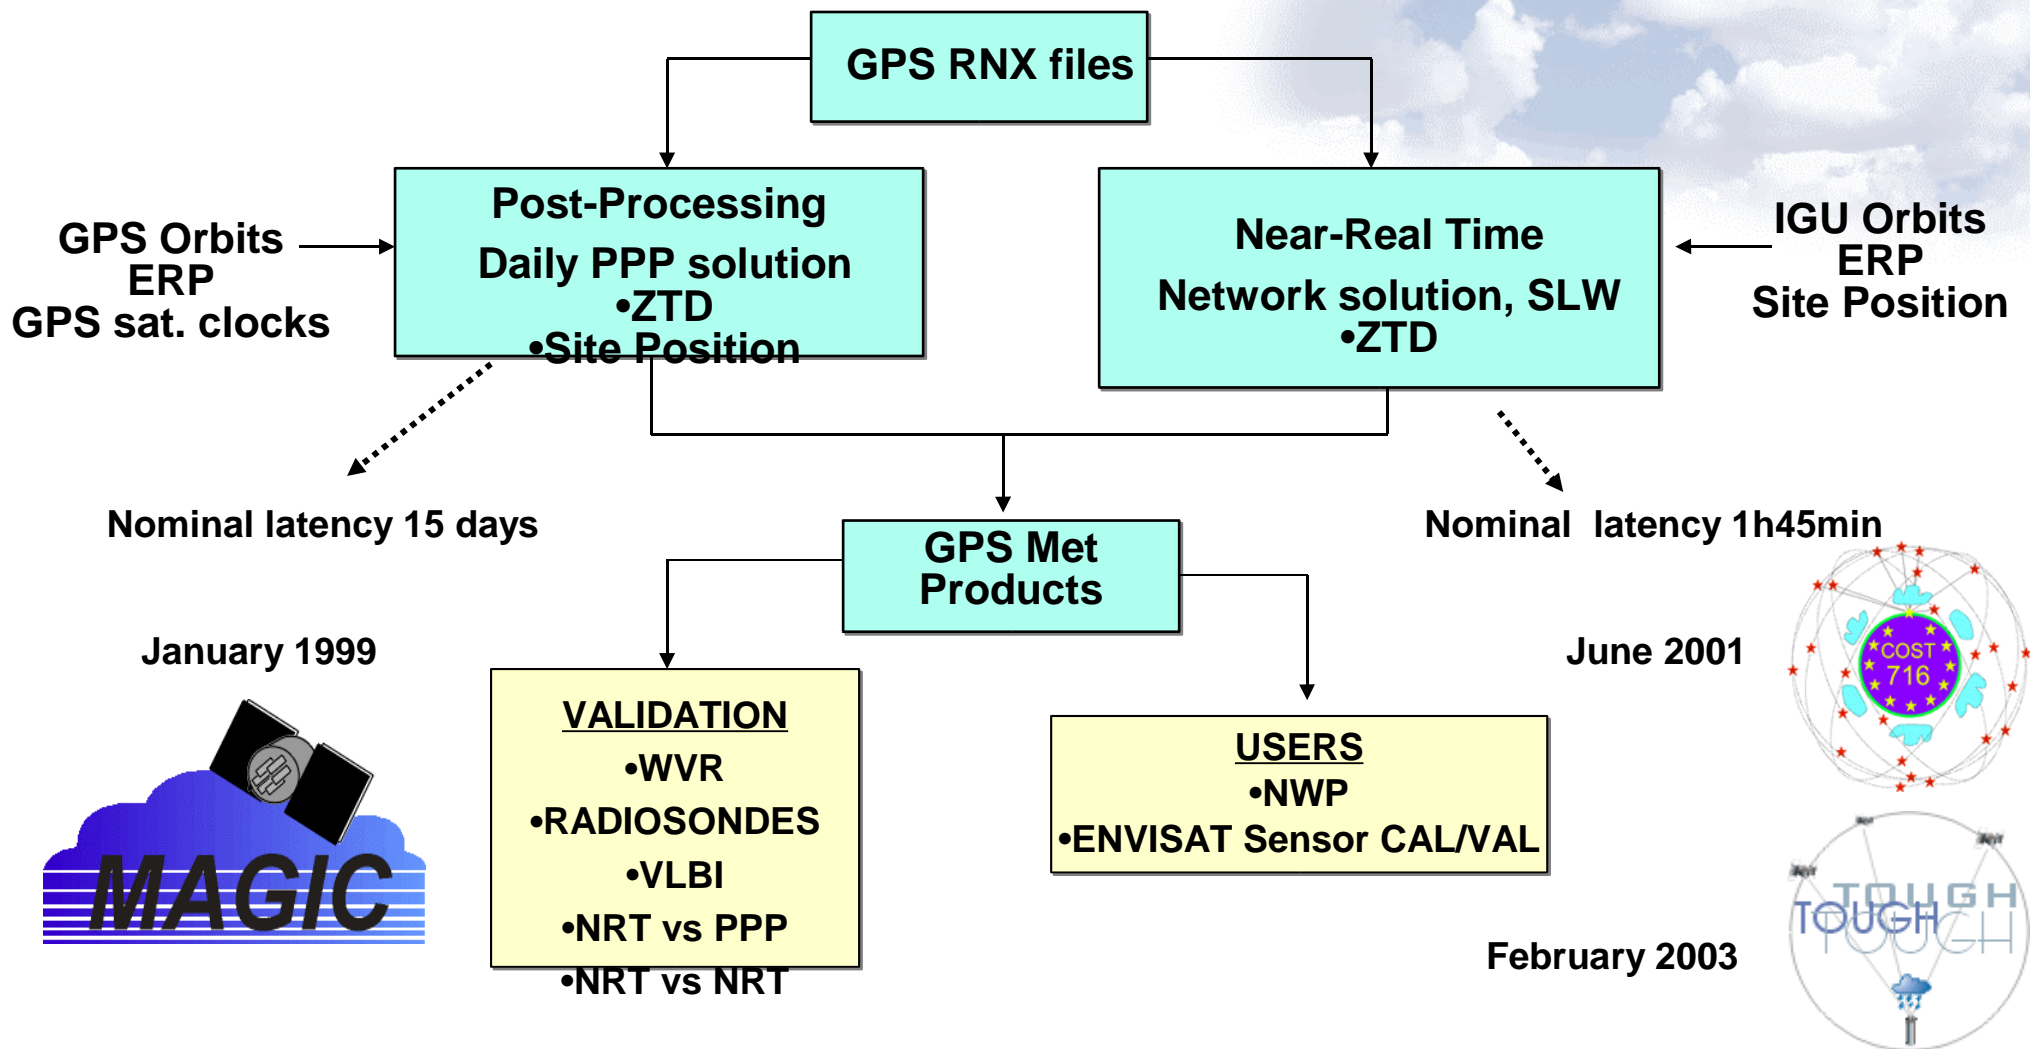 GPS RNX files
Post-Processing
Daily PPP solution
•ZTD
•Site Position
Near-Real Time
Network solution, SLW
•ZTD
GPS Orbits
ERP
GPS sat. clocks
IGU Orbits
ERP
Site Position
Nominal latency 15 days
Nominal latency 1h45min
GPS Met
Products
January 1999
MAGIC
VALIDATION
•WVR
•RADIOSONDES
•VLBI
•NRT vs PPP
•NRT vs NRT
USERS
•NWP
•ENVISAT Sensor CAL/VAL
June 2001
COST
716
February 2003
TOUGH
TOUGH
TOUGH